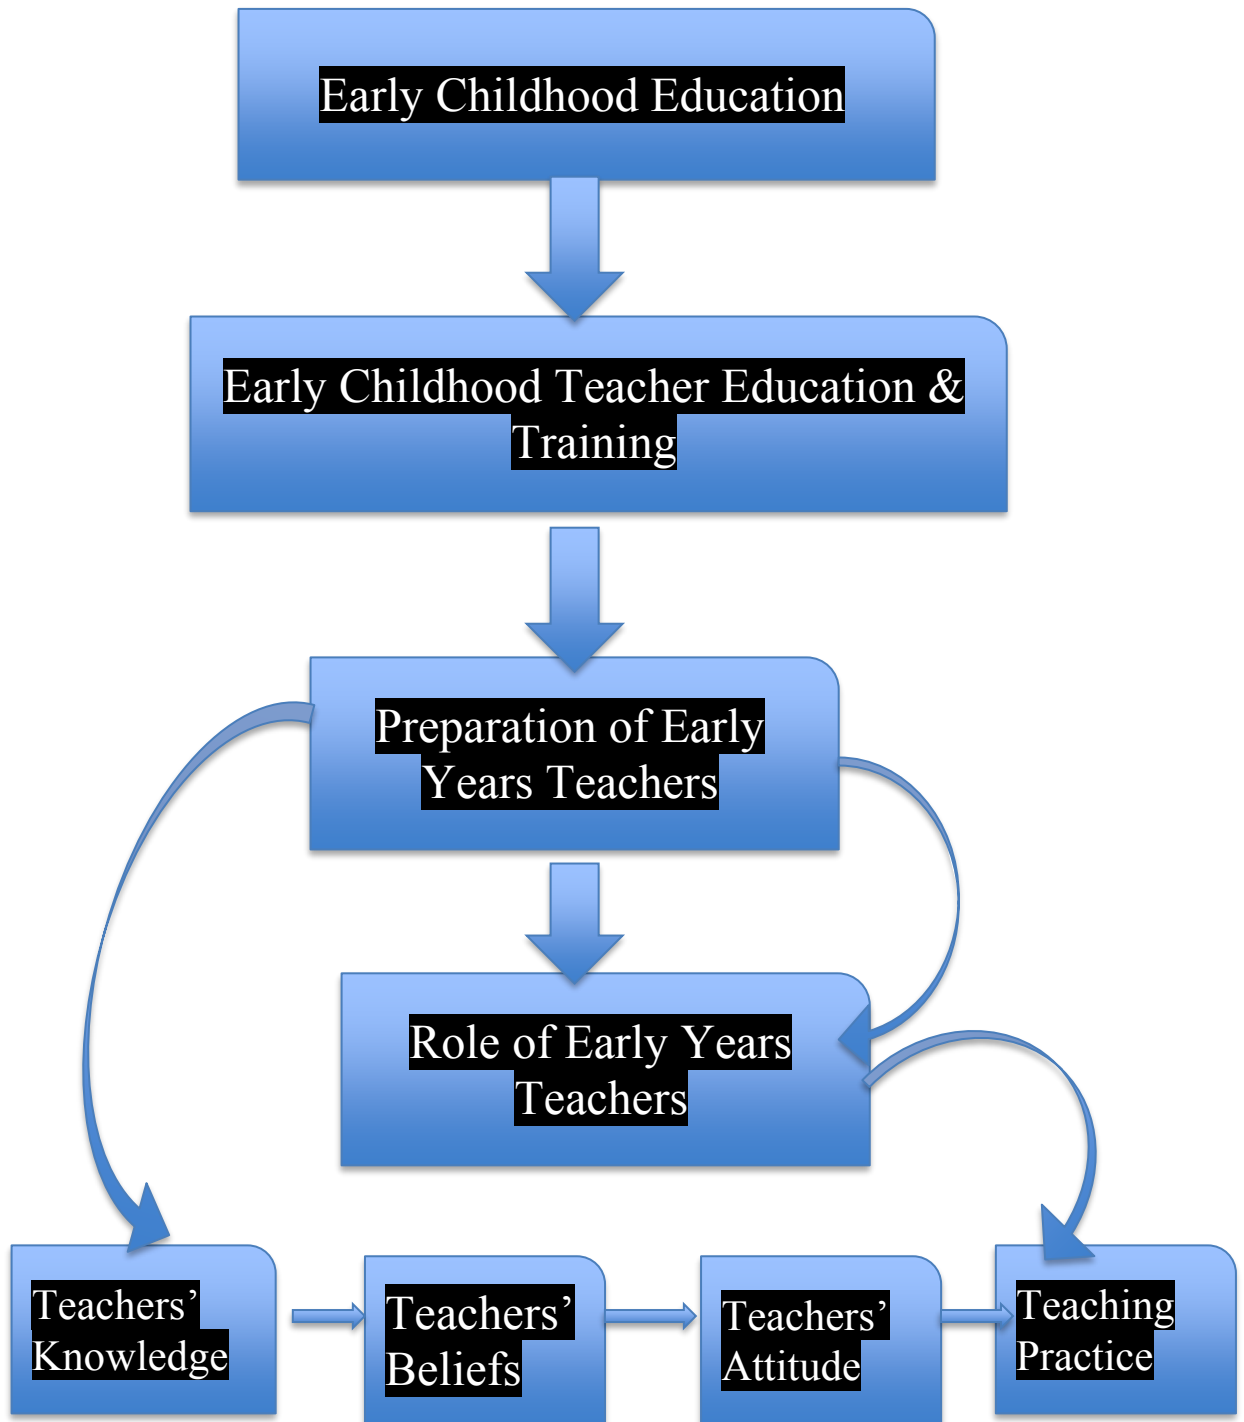 Early Childhood Education
Early Childhood Teacher Education &
Training
Preparation of Early
Years Teachers
Role of Early Years
Teachers
Teachers’
Knowledge
Teachers’
Beliefs
Teachers’
Attitude
Teaching
Practice